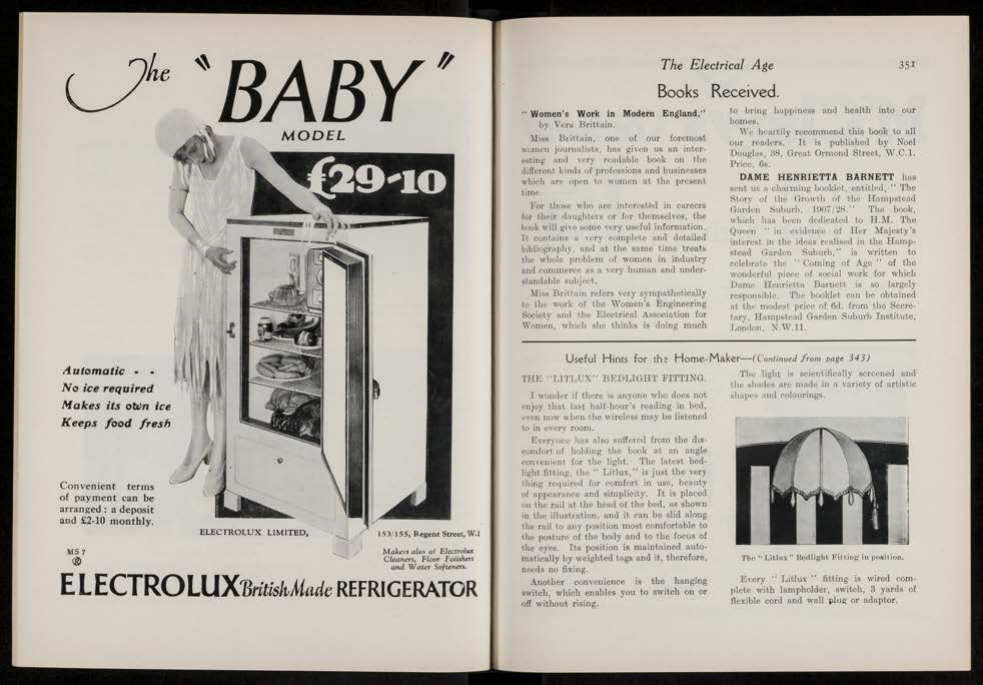 The "BABY"
MODEL
£29-10
Automatic - -
No ice required
Makes its own ice
Keeps food fresh
Convenient terms
of payment can be
arranged : a deposit
and £2-10 monthly.
ELECTROLUX LIMITED,
153/155, Regent Street, W.1
MS 7
®
Makers also of Electrolux
Cleaners, Floor Polishers
and Water Softeners.
ELECTROLUX British Made REFRIGERATOR
The Electrical Age
351
Books Received.
"Women's Work in Modern England,"
by Vera Brittain.
Miss Brittain, one of our foremost
women journalists, has given us an inter-
esting and very readable book on the
different kinds of professions and businesses
which are open to women at the present
time.
For those who are interested in careers
for their daughters or for themselves, the
book will give some very useful information.
It contains a very complete and detailed
bibliography, and at the same time treats
the whole problem of women in industry
and commerce as a very human and under-
standable subject.
Miss Brittain refers very sympathetically
to the work of the Women's Engineering
Society and the Electrical Association for
Women, which she thinks is doing much
to bring happiness and health into our
homes.
We heartily recommend this book to all
our readers. It is published by Noel
Douglas, 38, Great Ormond Street, W.C.1.
Price, 6s.
DAME HENRIETTA BARNETT has
sent us a charming booklet, entitled, "The
Story of the Growth of the Hampstead
Garden Suburb, 1907/28." The book,
which has been dedicated to H.M. The
Queen "in evidence of Her Majesty's
interest in the ideas realised in the Hamp-
stead Garden Suburb," is written to
celebrate the "Coming of Age" of the
wonderful piece of social work for which
Dame Henrietta Barnett is so largely
responsible. The booklet can be obtained
at the modest price of 6d. from the Secre-
tary, Hampstead Garden Suburb Institute,
London, N.W.11.
Useful Hints for the Home-Maker—(Continued from page 343)
THE "LITLUX" BEDLIGHT FITTING.
I wonder if there is anyone who does not
enjoy that last half-hour's reading in bed,
even now when the wireless may be listened
to in every room.
Everyone has also suffered from the dis-
comfort of holding the book at an angle
convenient for the light. The latest bed-
light fitting, the "Litlux," is just the very
thing required for comfort in use, beauty
of appearance and simplicity. It is placed
on the rail at the head of the bed, as shown
in the illustration, and it can be slid along
the rail to any position most comfortable to
the posture of the body and to the focus of
the eyes. Its position is maintained auto-
matically by weighted tags and it, therefore,
needs no fixing.
Another convenience is the hanging
switch, which enables you to switch on or
off without rising.
The light is scientifically screened and
the shades are made in a variety of artistic
shapes and colourings.
The "Litlux" Bedlight Fitting in position.
Every "Litlux" fitting is wired com-
plete with lampholder, switch, 3 yards of
flexible cord and wall plug or adaptor.